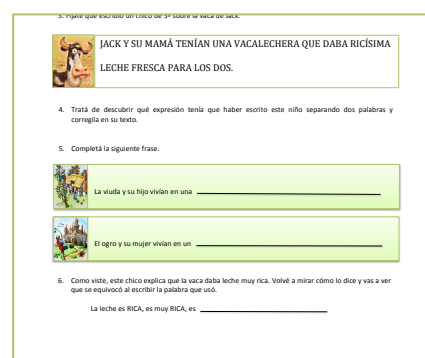 3. Fijate qué escribió un chico de 3º sobre la vaca de Jack.
JACK Y SU MAMÁ TENÍAN UNA VACALECHERA QUE DABA RICÍSIMA
LECHE FRESCA PARA LOS DOS.
4. Tratá de descubrir qué expresión tenía que haber escrito este niño separando dos palabras y
corregila en su texto.
5. Completá la siguiente frase.
La viuda y su hijo vivían en una
El ogro y su mujer vivían en un
6. Como viste, este chico explica que la vaca daba leche muy rica. Volvé a mirar cómo lo dice y vas a ver
que se equivocó al escribir la palabra que usó.
La leche es RICA, es muy RICA, es